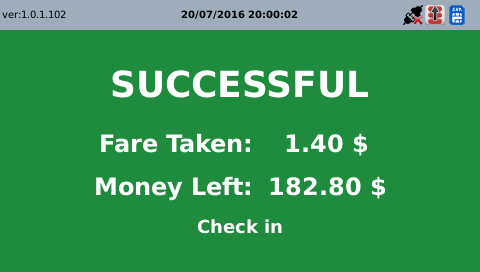 ver:1.0.1.102 20/07/2016 20:00:02
SUCCESSFUL
Fare Taken: 1.40 $
Money Left: 182.80 $
Check in